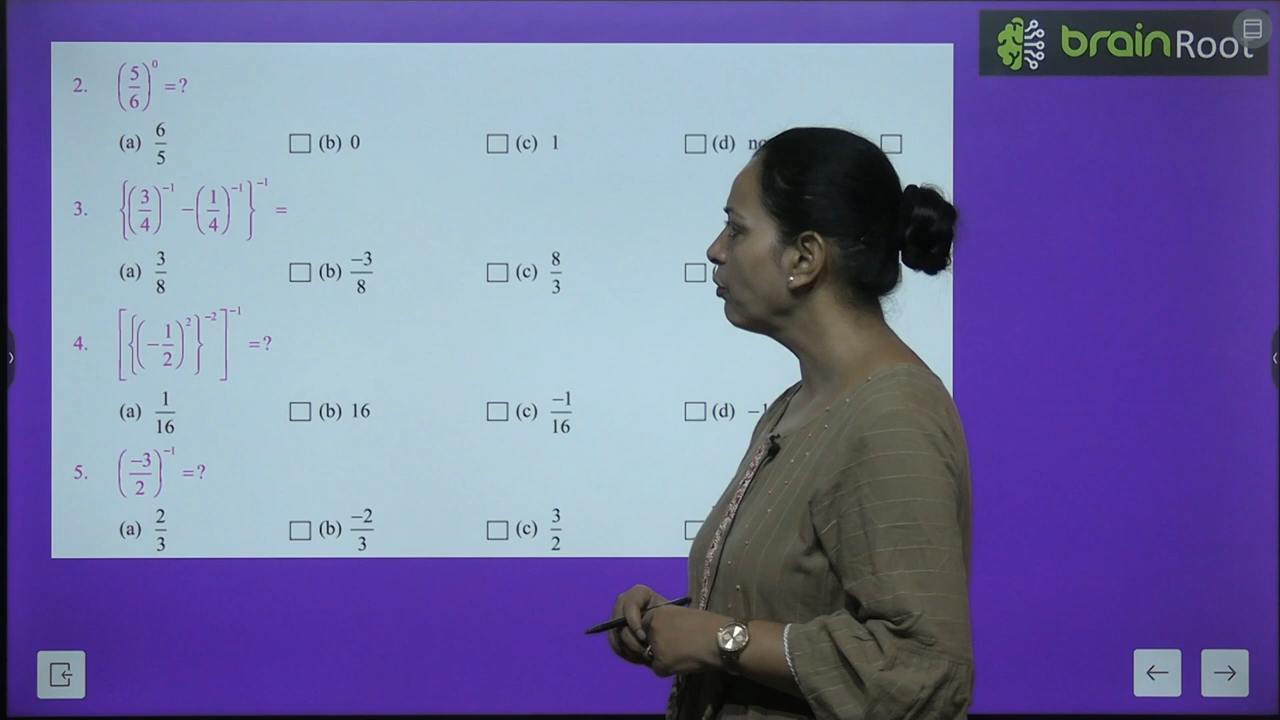 brainRoot
2. (5/6)^0 =?
(a) 6/5 (b) 0 (c) 1 (d)
3. {(3/4)^−1 −(1/4)^−1}^−1 =
(a) 3/8 (b) −3/8 (c) 8/3
4. [{(−1/2)^2}^−2]^−1 =?
(a) 1/16 (b) 16 (c) −1/16 (d)
5. (−3/2)^−1 =?
(a) 2/3 (b) −2/3 (c) 3/2